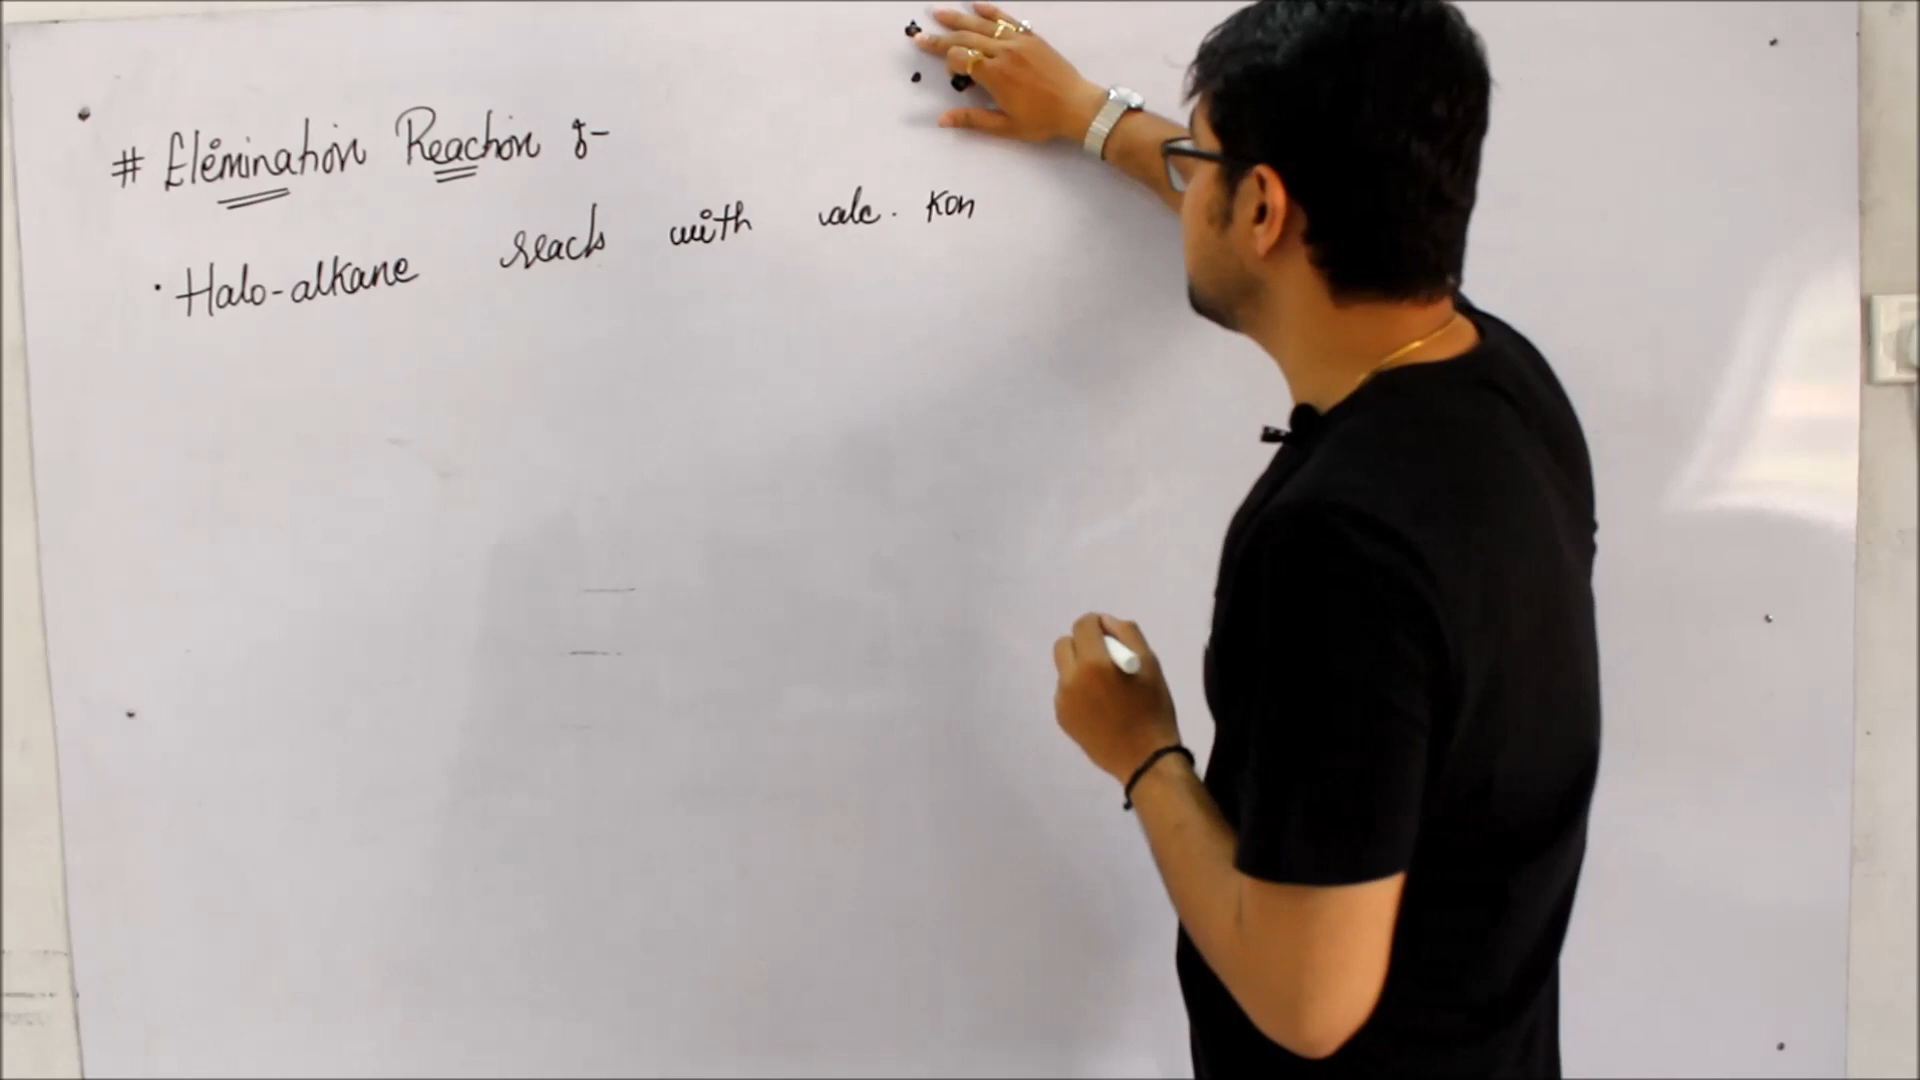 # Elemination Reaction :-
· Halo-alkane reacts with alc. KOH